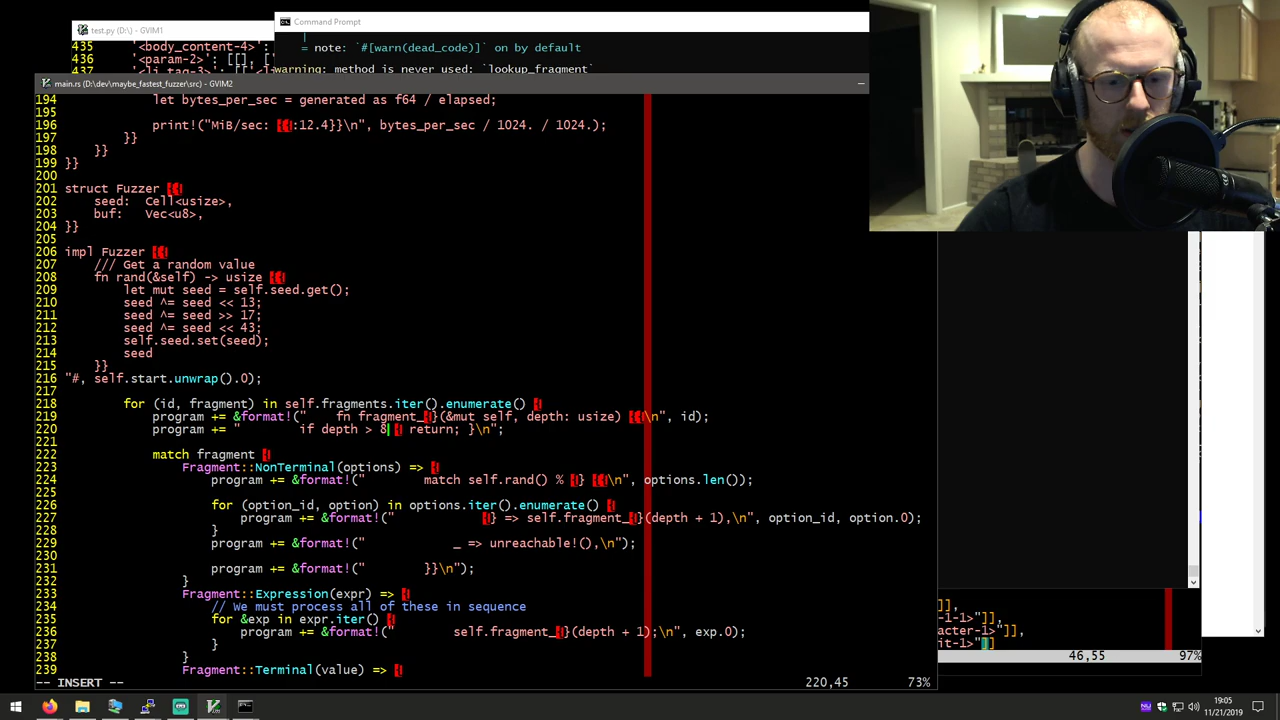 Command Prompt
test.py (D:\) - GVIM1
435 '<body_content-4>': [[], [
436 '<param-2>': [[], ['<param
437 '<li_tag-3>': [['<l
= note: `#[warn(dead_code)]` on by default
warning: method is never used: `lookup_fragment`
main.rs (D:\dev\maybe_fastest_fuzzer\src) - GVIM2
194 let bytes_per_sec = generated as f64 / elapsed;
195
196 print!("MiB/sec: {{:12.4}}\n", bytes_per_sec / 1024. / 1024.);
197 }}
198 }}
199 }}
200
201 struct Fuzzer {{
202 seed: Cell<usize>,
203 buf: Vec<u8>,
204 }}
205
206 impl Fuzzer {{
207 /// Get a random value
208 fn rand(&self) -> usize {{
209 let mut seed = self.seed.get();
210 seed ^= seed << 13;
211 seed ^= seed >> 17;
212 seed ^= seed << 43;
213 self.seed.set(seed);
214 seed
215 }}
216 "#, self.start.unwrap().0);
217
218 for (id, fragment) in self.fragments.iter().enumerate() {
219 program += &format!(" fn fragment_{}(&mut self, depth: usize) {{\n", id);
220 program += " if depth > 8 { return; }\n";
221
222 match fragment {
223 Fragment::NonTerminal(options) => {
224 program += &format!(" match self.rand() % {} {{\n", options.len());
225
226 for (option_id, option) in options.iter().enumerate() {
227 program += &format!(" {} => self.fragment_{}(depth + 1),\n", option_id, option.0);
228 }
229 program += &format!(" _ => unreachable!(),\n");
230
231 program += &format!(" }}\n");
232 }
233 Fragment::Expression(expr) => {
234 // We must process all of these in sequence
235 for &exp in expr.iter() {
236 program += &format!(" self.fragment_{}(depth + 1);\n", exp.0);
237 }
238 }
239 Fragment::Terminal(value) => {
-- INSERT -- 220,45 73%
]],
-1-1>"]],
acter-1>"]],
it-1>"]]
46,55 97%
19:05
11/21/2019